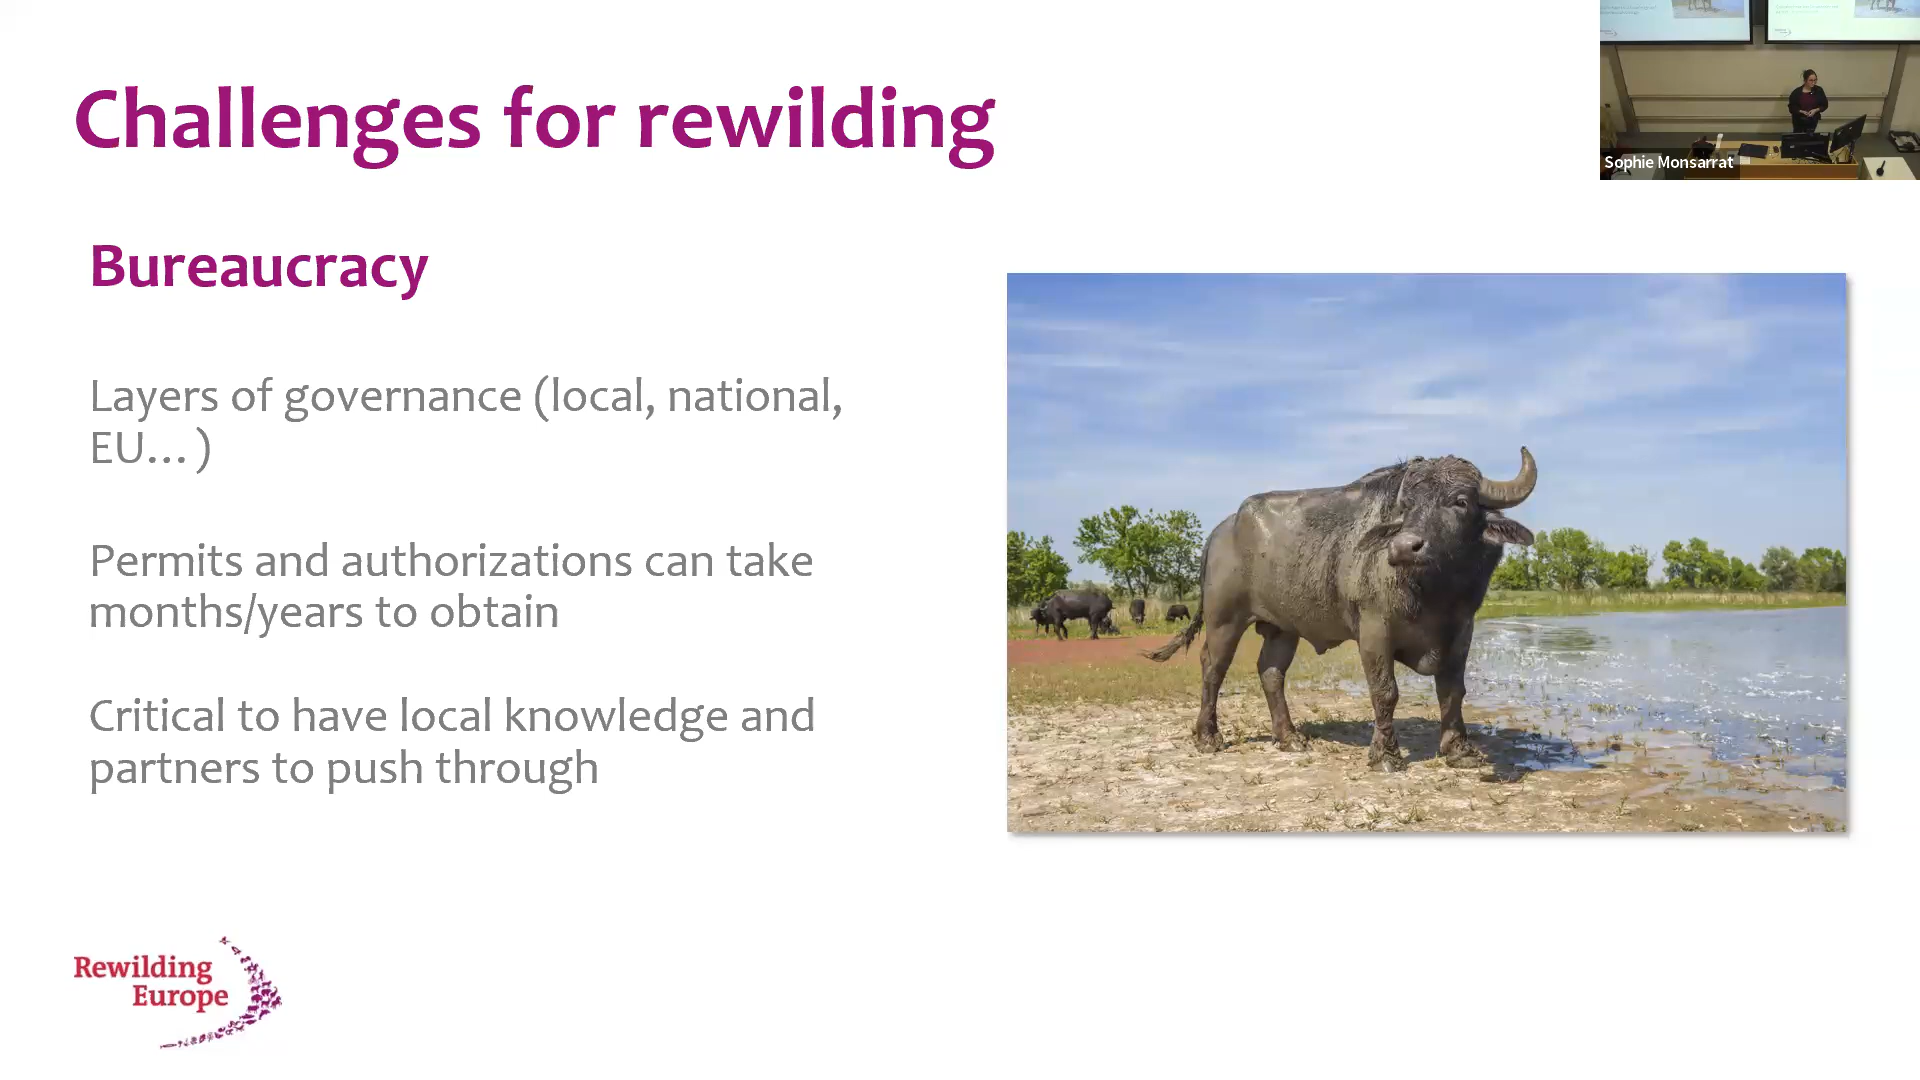 Challenges for rewilding
Sophie Monsarrat
Bureaucracy
Layers of governance (local, national,
EU… )
Permits and authorizations can take
months/years to obtain
Critical to have local knowledge and
partners to push through
Rewilding
Europe